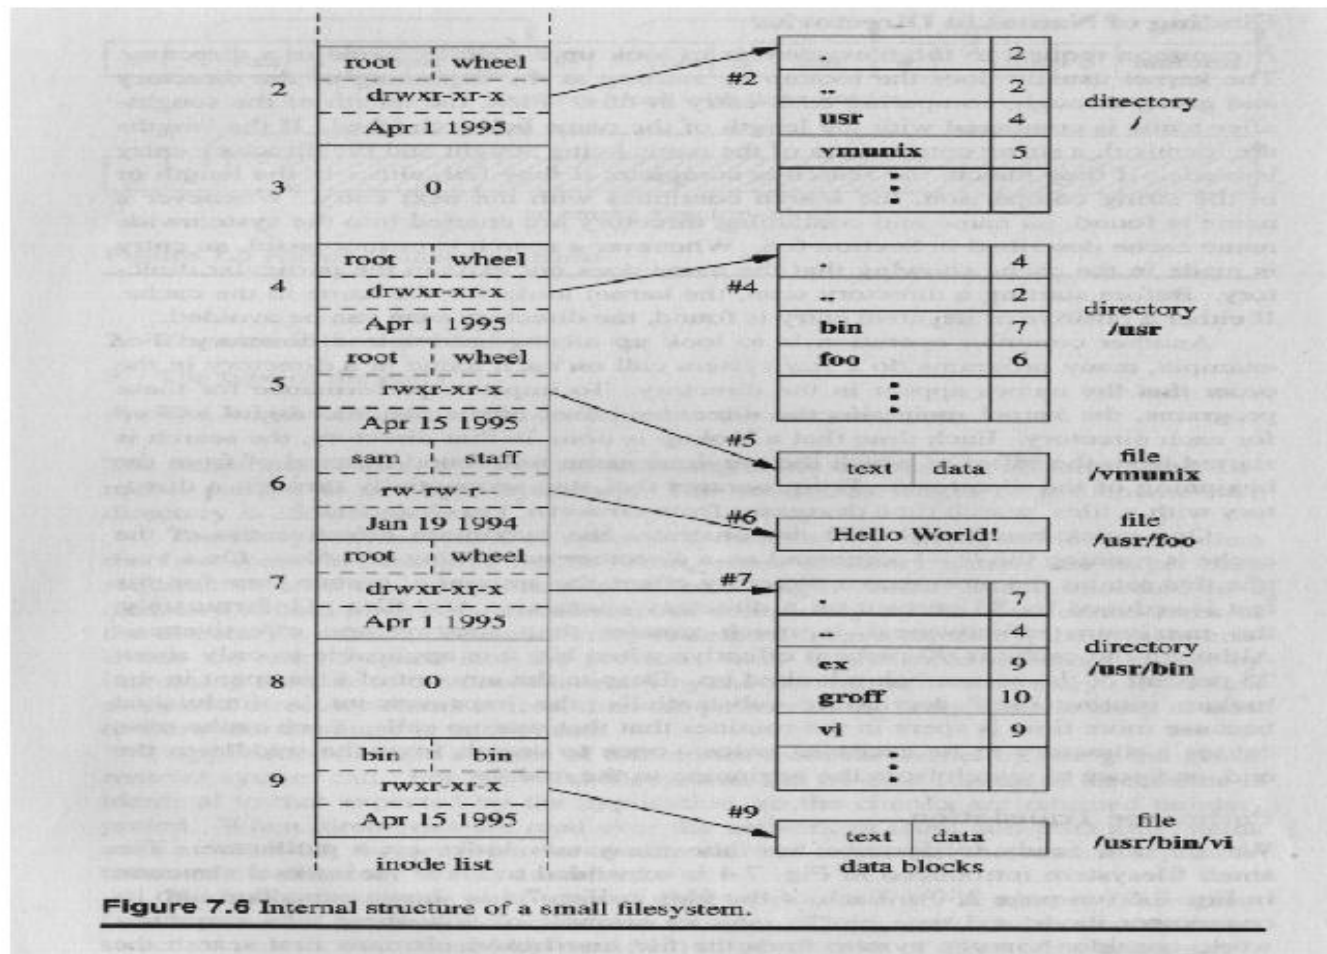 root wheel
2 drwxr-xr-x
Apr 1 1995
3 0
root wheel
4 drwxr-xr-x
Apr 1 1995
root wheel
5 rwxr-xr-x
Apr 15 1995
sam staff
6 rw-rw-r--
Jan 19 1994
root wheel
7 drwxr-xr-x
Apr 1 1995
8 0
bin bin
9 rwxr-xr-x
Apr 15 1995
inode list
#2
. 2
.. 2
usr 4
vmunix 5
directory
/
#4
. 4
.. 2
bin 7
foo 6
directory
/usr
#5
text data
file
/vmunix
#6
Hello World!
file
/usr/foo
#7
. 7
.. 4
ex 9
groff 10
vi 9
directory
/usr/bin
#9
text data
file
/usr/bin/vi
data blocks
Figure 7.6 Internal structure of a small filesystem.